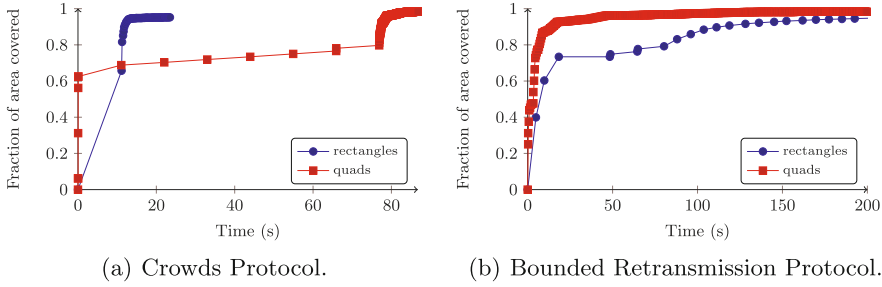 Fraction of area covered
1
0.8
0.6
0.4
0.2
0
0 20 40 60 80
Time (s)
rectangles
quads
(a) Crowds Protocol.
Fraction of area covered
1
0.8
0.6
0.4
0.2
0
0 50 100 150 200
Time (s)
rectangles
quads
(b) Bounded Retransmission Protocol.